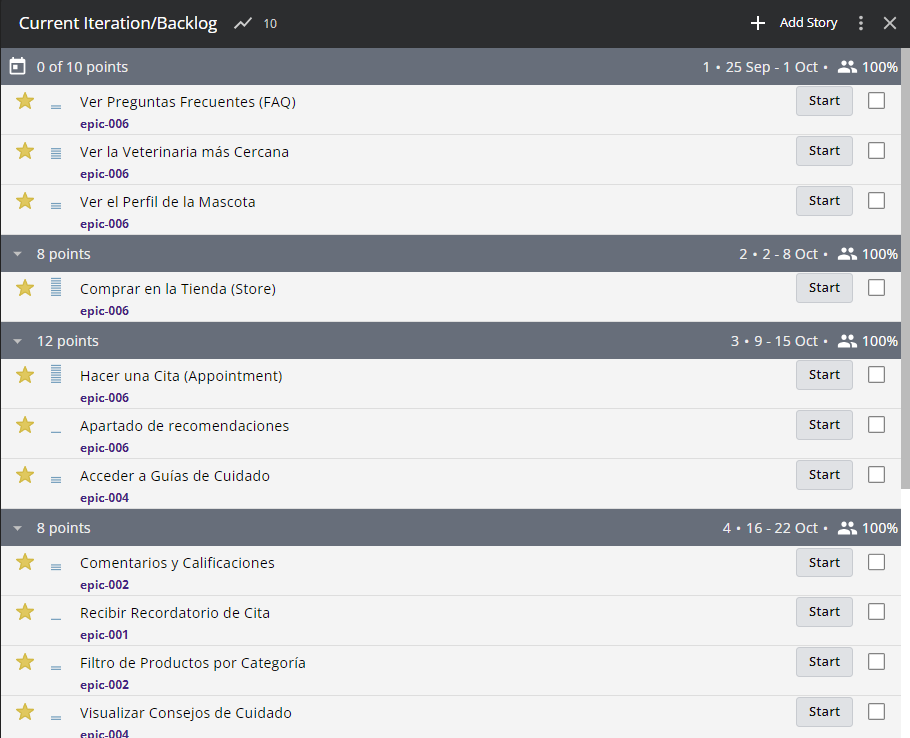 Current Iteration/Backlog 10 Add Story
0 of 10 points 1 • 25 Sep - 1 Oct • 100%
Ver Preguntas Frecuentes (FAQ) Start
epic-006
Ver la Veterinaria más Cercana Start
epic-006
Ver el Perfil de la Mascota Start
epic-006
8 points 2 • 2 - 8 Oct • 100%
Comprar en la Tienda (Store) Start
epic-006
12 points 3 • 9 - 15 Oct • 100%
Hacer una Cita (Appointment) Start
epic-006
Apartado de recomendaciones Start
epic-006
Acceder a Guías de Cuidado Start
epic-004
8 points 4 • 16 - 22 Oct • 100%
Comentarios y Calificaciones Start
epic-002
Recibir Recordatorio de Cita Start
epic-001
Filtro de Productos por Categoría Start
epic-002
Visualizar Consejos de Cuidado Start
epic-004